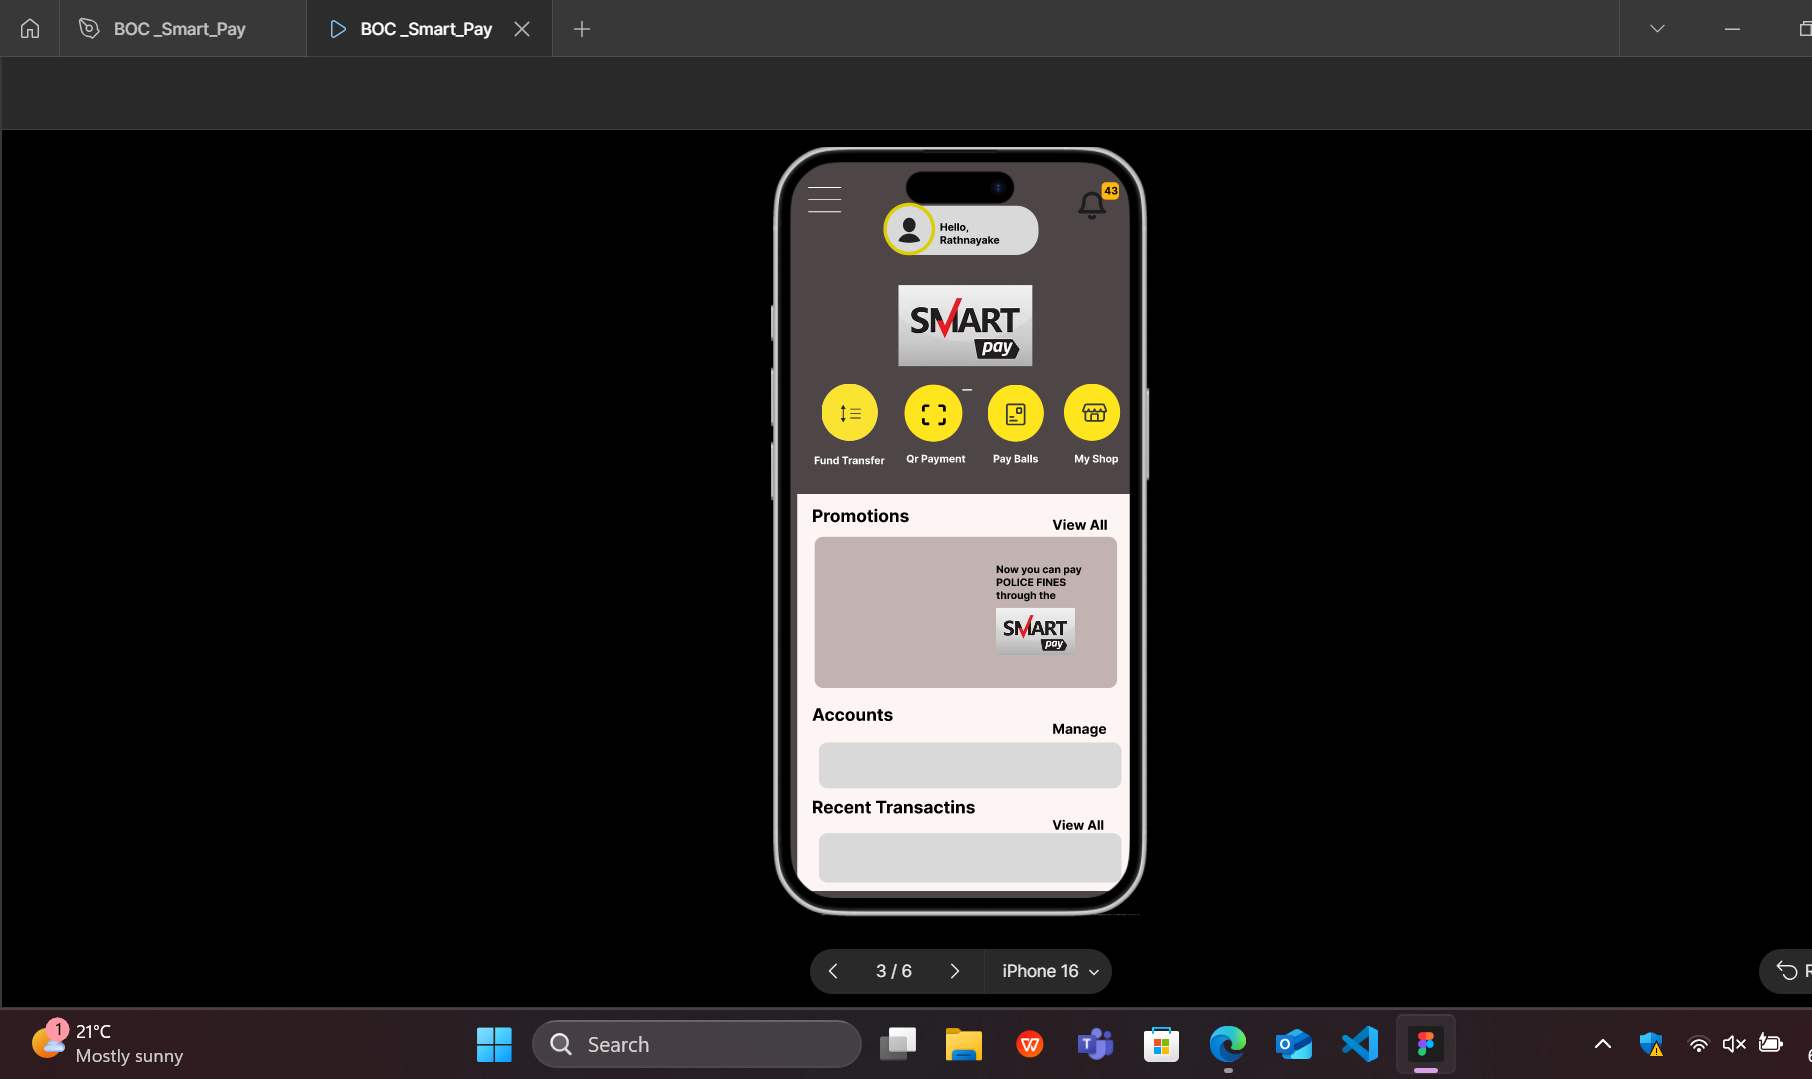 BOC _Smart_Pay
BOC _Smart_Pay
43
Hello,
Rathnayake
SMART
pay
Fund Transfer
Qr Payment
Pay Balls
My Shop
Promotions
View All
Now you can pay
POLICE FINES
through the
SMART
pay
Accounts
Manage
Recent Transactins
View All
3 / 6
iPhone 16
R
1
21°C
Mostly sunny
Search